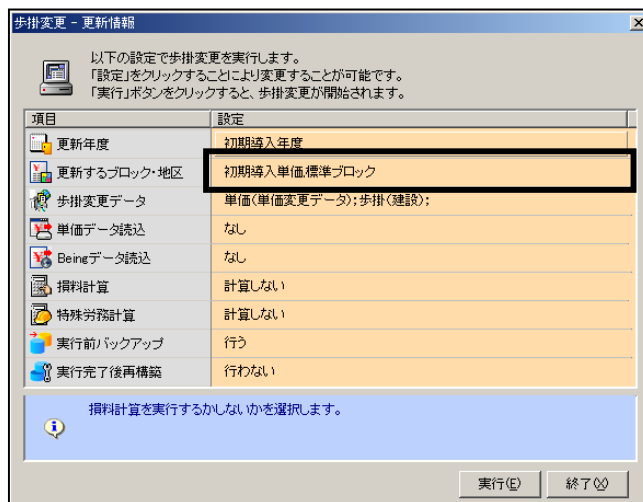 歩掛変更 - 更新情報
以下の設定で歩掛変更を実行します。
「設定」をクリックすることにより変更することが可能です。
「実行」ボタンをクリックすると、歩掛変更が開始されます。
項目 設定
更新年度 初期導入年度
更新するブロック・地区 初期導入単価,標準ブロック
歩掛変更データ 単価(単価変更データ);歩掛(建設);
単価データ読込 なし
Beingデータ読込 なし
損料計算 計算しない
特殊労務計算 計算しない
実行前バックアップ 行う
実行完了後再構築 行わない
損料計算を実行するかしないかを選択します。
実行(E) 終了(X)